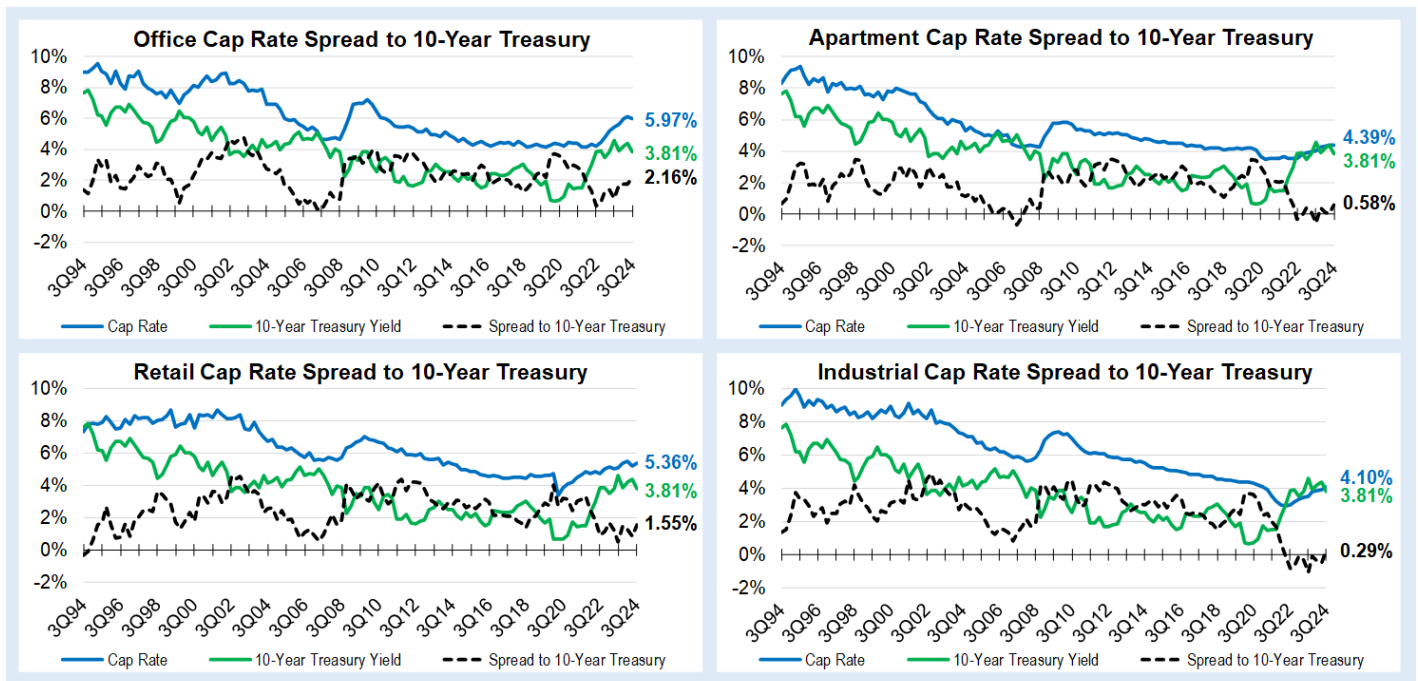 Office Cap Rate Spread to 10-Year Treasury
10%
8%
6%
4%
2%
0%
-2%
5.97%
3.81%
2.16%
3Q94
3Q96
3Q98
3Q00
3Q02
3Q04
3Q06
3Q08
3Q10
3Q12
3Q14
3Q16
3Q18
3Q20
3Q22
3Q24
Cap Rate
10-Year Treasury Yield
Spread to 10-Year Treasury
Apartment Cap Rate Spread to 10-Year Treasury
10%
8%
6%
4%
2%
0%
-2%
4.39%
3.81%
0.58%
3Q94
3Q96
3Q98
3Q00
3Q02
3Q04
3Q06
3Q08
3Q10
3Q12
3Q14
3Q16
3Q18
3Q20
3Q22
3Q24
Cap Rate
10-Year Treasury Yield
Spread to 10-Year Treasury
Retail Cap Rate Spread to 10-Year Treasury
10%
8%
6%
4%
2%
0%
-2%
5.36%
3.81%
1.55%
3Q94
3Q96
3Q98
3Q00
3Q02
3Q04
3Q06
3Q08
3Q10
3Q12
3Q14
3Q16
3Q18
3Q20
3Q22
3Q24
Cap Rate
10-Year Treasury Yield
Spread to 10-Year Treasury
Industrial Cap Rate Spread to 10-Year Treasury
10%
8%
6%
4%
2%
0%
-2%
4.10%
3.81%
0.29%
3Q94
3Q96
3Q98
3Q00
3Q02
3Q04
3Q06
3Q08
3Q10
3Q12
3Q14
3Q16
3Q18
3Q20
3Q22
3Q24
Cap Rate
10-Year Treasury Yield
Spread to 10-Year Treasury